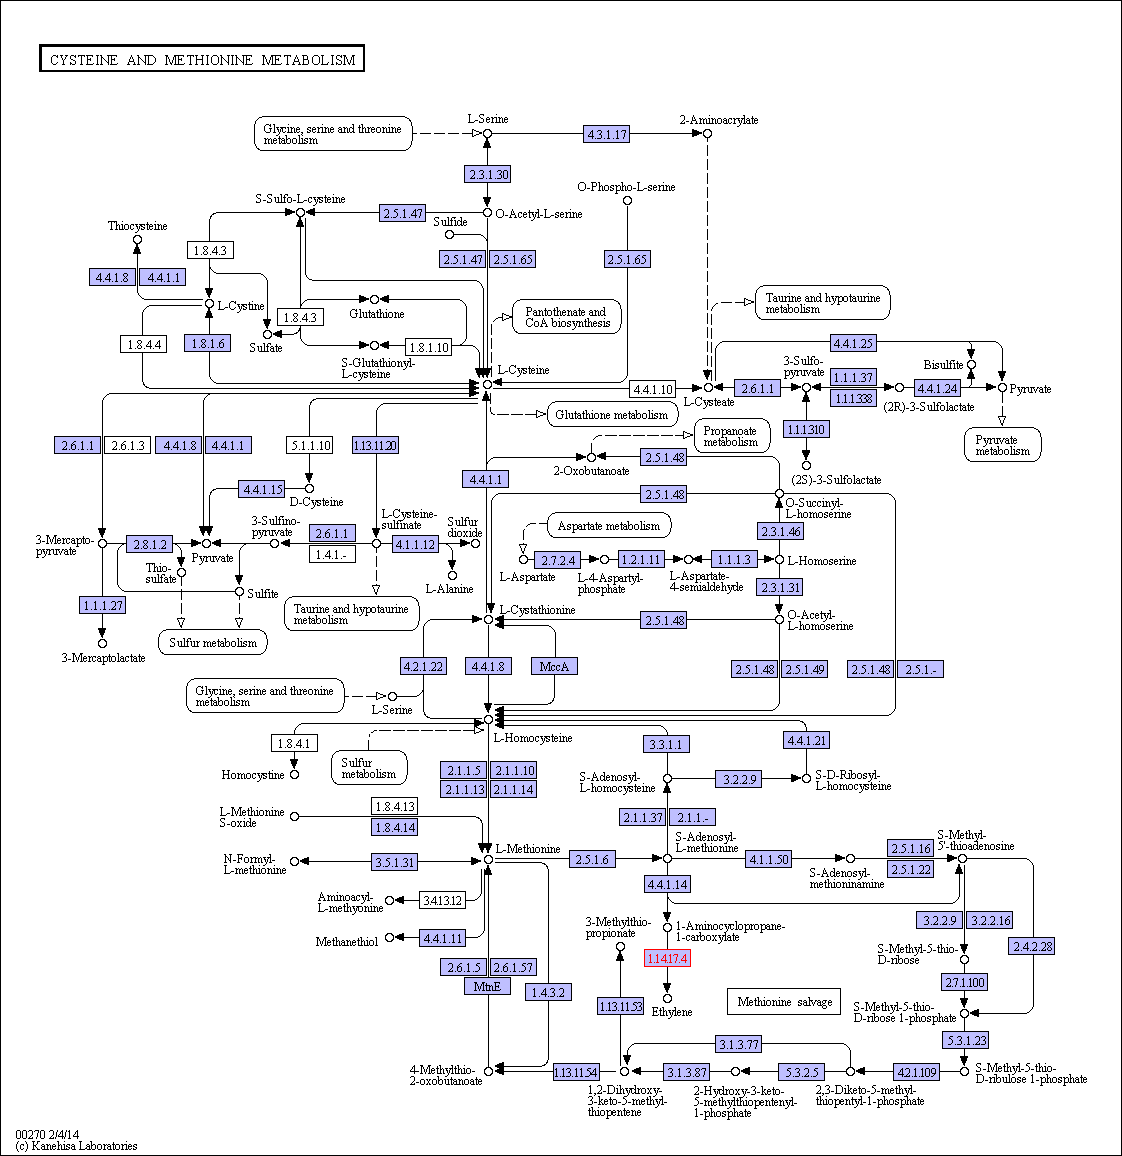 CYSTEINE AND METHIONINE METABOLISM
L-Serine
2-Aminoacrylate
Glycine, serine and threonine
metabolism
4.3.1.17
2.3.1.30
O-Phospho-L-serine
S-Sulfo-L-cysteine
2.5.1.47
O-Acetyl-L-serine
Sulfide
Thiocysteine
1.8.4.3
2.5.1.47
2.5.1.65
2.5.1.65
4.4.1.8
4.4.1.1
L-Cystine
Glutathione
1.8.4.3
Pantothenate and
CoA biosynthesis
Taurine and hypotaurine
metabolism
1.8.4.4
1.8.1.6
Sulfate
1.8.1.10
S-Glutathionyl-
L-cysteine
L-Cysteine
4.4.1.25
3-Sulfo-
pyruvate
Bisulfite
4.4.1.10
L-Cysteate
2.6.1.1
1.1.1.37
1.1.1.338
4.4.1.24
Pyruvate
(2R)-3-Sulfolactate
Glutathione metabolism
2.6.1.1
2.6.1.3
4.4.1.8
4.4.1.1
5.1.1.10
1.13.11.20
Propanoate
metabolism
1.1.1.310
Pyruvate
metabolism
2.5.1.48
2-Oxobutanoate
(2S)-3-Sulfolactate
4.4.1.1
4.4.1.15
D-Cysteine
2.5.1.48
O-Succinyl-
L-homoserine
3-Sulfino-
pyruvate
L-Cysteine-
sulfinate
Sulfur
dioxide
Aspartate metabolism
2.3.1.46
3-Mercapto-
pyruvate
2.8.1.2
Pyruvate
2.6.1.1
1.4.1.-
4.1.1.12
Thio-
sulfate
L-Aspartate
2.7.2.4
L-4-Aspartyl-
phosphate
1.2.1.11
L-Aspartate-
4-semialdehyde
1.1.1.3
L-Homoserine
L-Alanine
2.3.1.31
Sulfite
1.1.1.27
Taurine and hypotaurine
metabolism
L-Cystathionine
2.5.1.48
O-Acetyl-
L-homoserine
Sulfur metabolism
3-Mercaptolactate
4.2.1.22
4.4.1.8
MccA
2.5.1.48
2.5.1.49
2.5.1.48
2.5.1.-
Glycine, serine and threonine
metabolism
L-Serine
L-Homocysteine
1.8.4.1
Sulfur
metabolism
3.3.1.1
4.4.1.21
Homocystine
2.1.1.5
2.1.1.10
2.1.1.13
2.1.1.14
S-Adenosyl-
L-homocysteine
3.2.2.9
S-D-Ribosyl-
L-homocysteine
L-Methionine
S-oxide
1.8.4.13
1.8.4.14
2.1.1.37
2.1.1.-
N-Formyl-
L-methionine
3.5.1.31
L-Methionine
2.5.1.6
S-Adenosyl-
L-methionine
4.1.1.50
S-Adenosyl-
methioninamine
2.5.1.16
2.5.1.22
S-Methyl-
5'-thioadenosine
Aminoacyl-
L-methyonine
3.4.13.12
4.4.1.14
Methanethiol
4.4.1.11
3-Methylthio-
propionate
1-Aminocyclopropane-
1-carboxylate
3.2.2.9
3.2.2.16
2.4.2.28
2.6.1.5
2.6.1.57
MtnE
1.4.3.2
1.14.17.4
S-Methyl-5-thio-
D-ribose
2.7.1.100
1.13.11.53
Ethylene
Methionine salvage
S-Methyl-5-thio-
D-ribose 1-phosphate
5.3.1.23
3.1.3.77
4-Methylthio-
2-oxobutanoate
1.13.11.54
1,2-Dihydroxy-
3-keto-5-methyl-
thiopentene
3.1.3.87
2-Hydroxy-3-keto-
5-methylthiopentenyl-
1-phosphate
5.3.2.5
2,3-Diketo-5-methyl-
thiopentyl-1-phosphate
4.2.1.109
S-Methyl-5-thio-
D-ribulose 1-phosphate
00270 2/4/14
(c) Kanehisa Laboratories